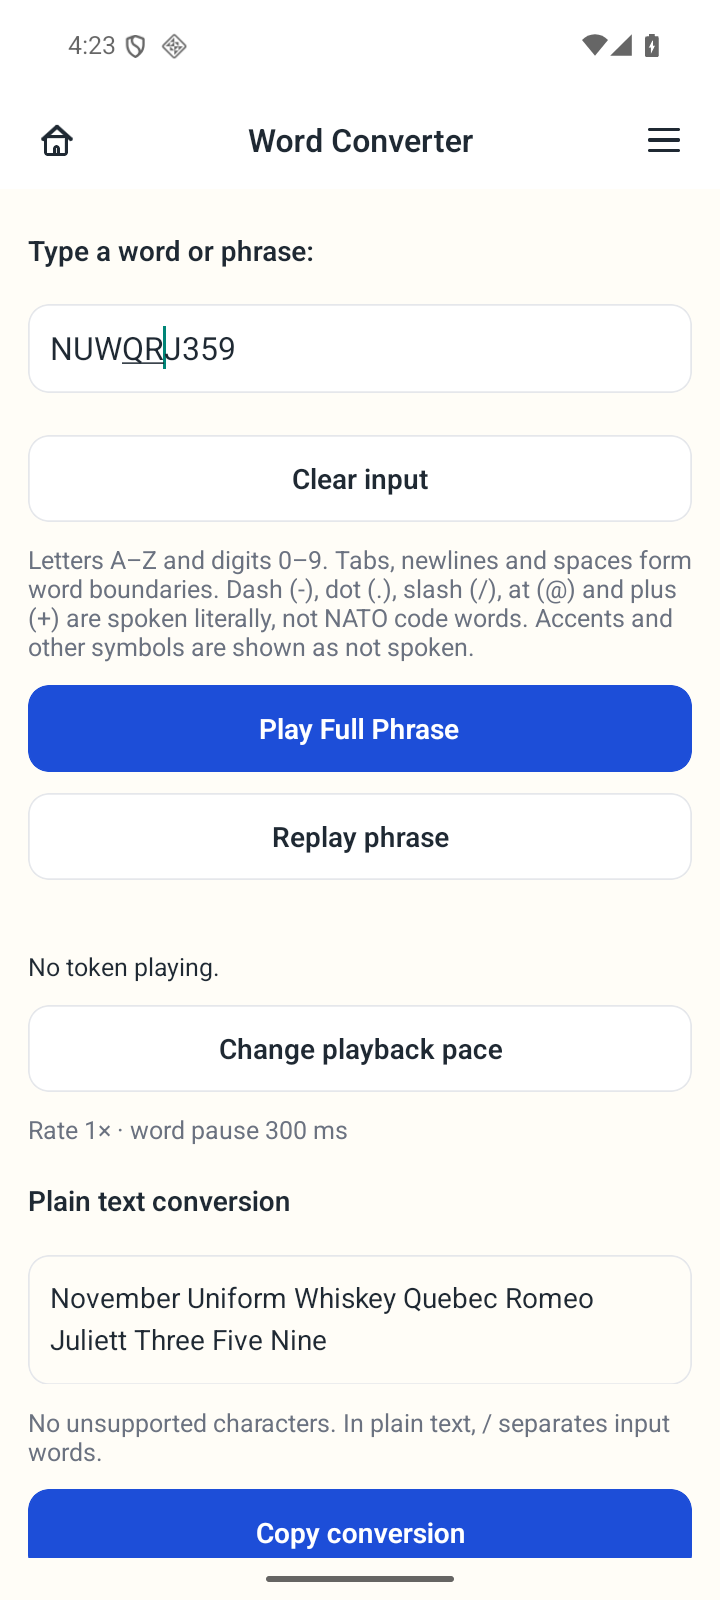 4:23
Word Converter
Type a word or phrase:
NUWQRJ359
Clear input
Letters A–Z and digits 0–9. Tabs, newlines and spaces form
word boundaries. Dash (-), dot (.), slash (/), at (@) and plus
(+) are spoken literally, not NATO code words. Accents and
other symbols are shown as not spoken.
Play Full Phrase
Replay phrase
No token playing.
Change playback pace
Rate 1× · word pause 300 ms
Plain text conversion
November Uniform Whiskey Quebec Romeo
Juliett Three Five Nine
No unsupported characters. In plain text, / separates input
words.
Copy conversion